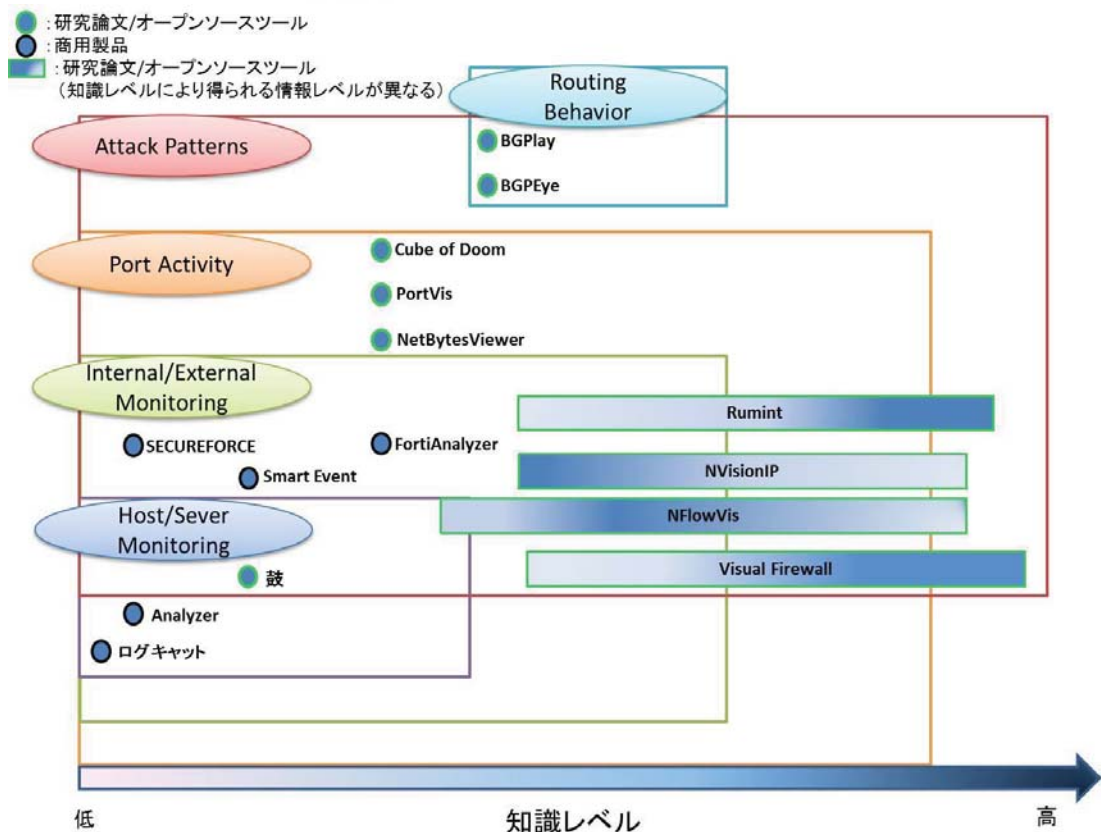 ：研究論文/オープンソースツール
：商用製品
：研究論文/オープンソースツール
（知識レベルにより得られる情報レベルが異なる）
Routing
Behavior
Attack Patterns
BGPlay
BGPEye
Port Activity
Cube of Doom
PortVis
NetBytesViewer
Internal/External
Monitoring
Rumint
SECUREFORCE
FortiAnalyzer
Smart Event
NVisionIP
Host/Sever
Monitoring
NFlowVis
鼓
Visual Firewall
Analyzer
ログキャット
低
知識レベル
高